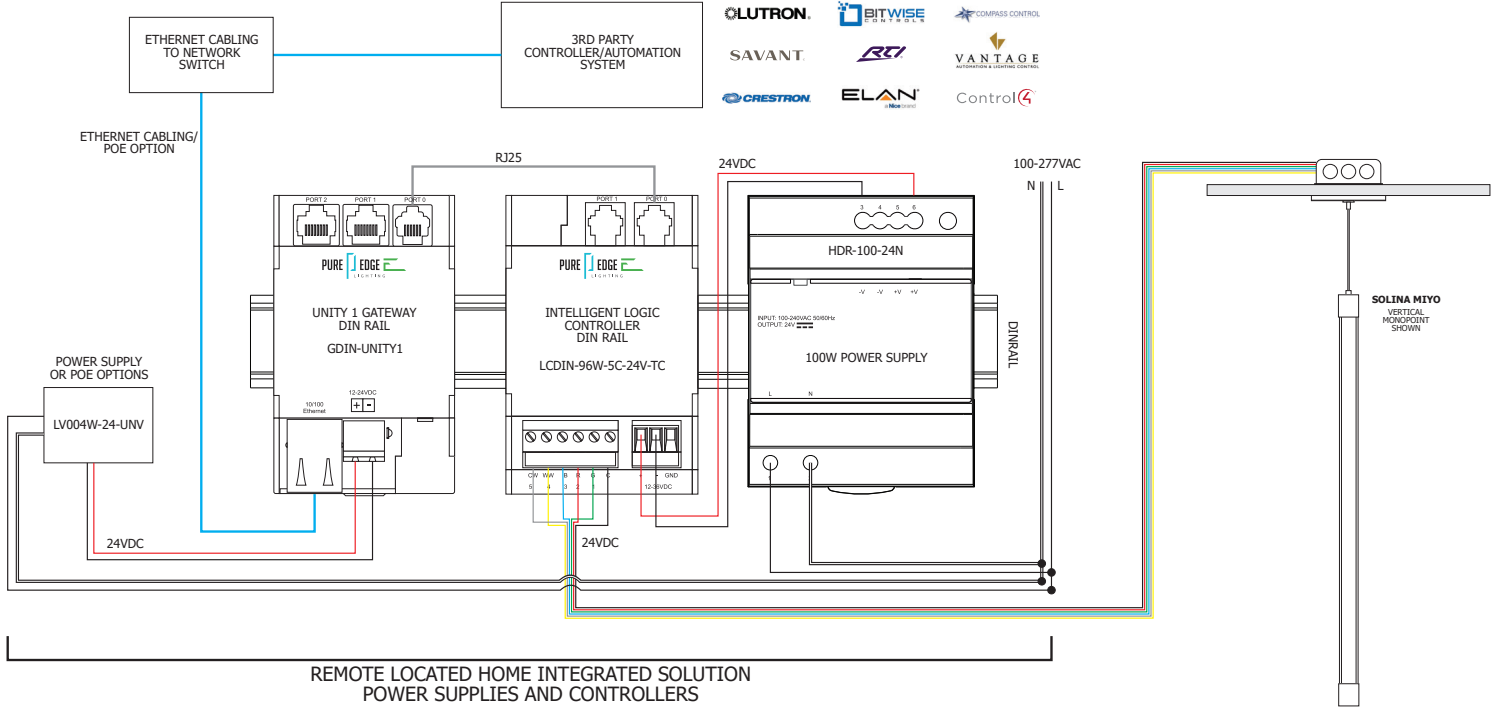 ETHERNET CABLING
TO NETWORK
SWITCH
3RD PARTY
CONTROLLER/AUTOMATION
SYSTEM
LUTRON.
BITWISE
CONTROLS
COMPASS CONTROL
SAVANT.
RTI
VANTAGE
AUTOMATION & LIGHTING CONTROL
CRESTRON.
ELAN®
a Nice brand
Control4
ETHERNET CABLING/
POE OPTION
RJ25
24VDC
100-277VAC
N L
PORT 2 PORT 1 PORT 0
PURE EDGE
LIGHTING
UNITY 1 GATEWAY
DIN RAIL
GDIN-UNITY1
12-24VDC
+ -
10/100
Ethernet
PORT 1 PORT 0
PURE EDGE
LIGHTING
INTELLIGENT LOGIC
CONTROLLER
DIN RAIL
LCDIN-96W-5C-24V-TC
CW WW B R G C
5 4 3 2 1
+ - GND
12-36VDC
3 4 5 6
HDR-100-24N
-V -V +V +V
INPUT: 100-240VAC 50/60Hz
OUTPUT: 24V
100W POWER SUPPLY
L N
DINRAIL
SOLINA MIYO
VERTICAL
MONOPOINT
SHOWN
POWER SUPPLY
OR POE OPTIONS
LV004W-24-UNV
24VDC
24VDC
REMOTE LOCATED HOME INTEGRATED SOLUTION
POWER SUPPLIES AND CONTROLLERS